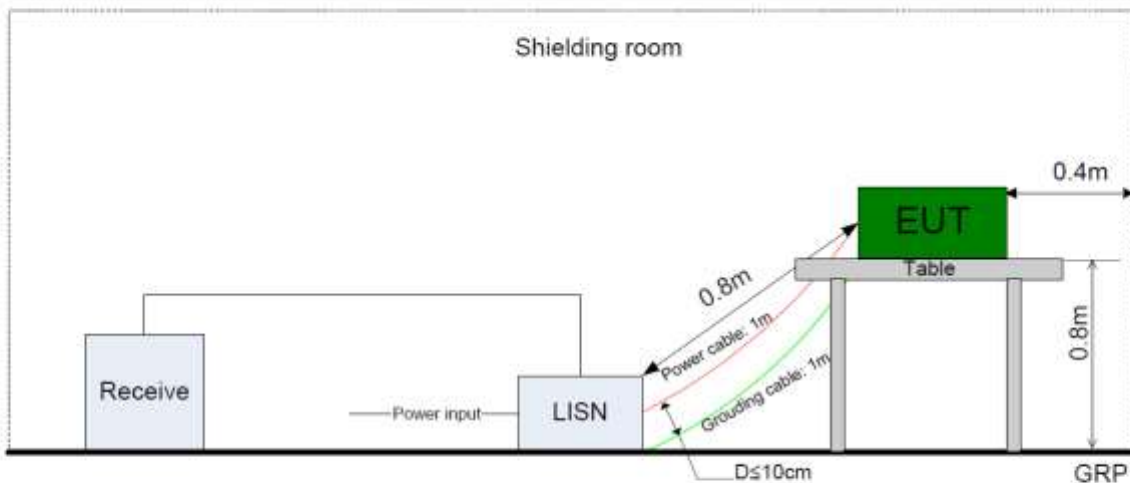 Shielding room
0.4m
EUT
Table
0.8m
Power cable: 1m
0.8m
Receive
Power input
LISN
Grouding cable: 1m
D≤10cm
GRP